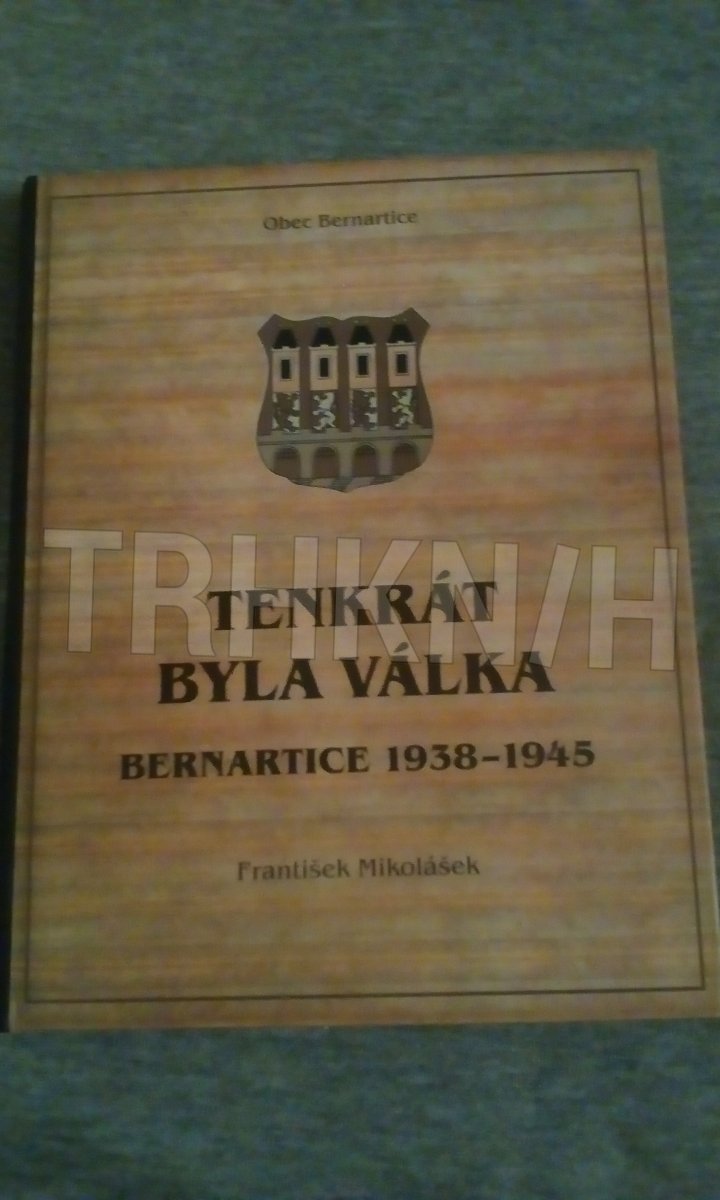 Obec Bernartice
TRHKNIH
TENKRÁT
BYLA VÁLKA
BERNARTICE 1938–1945
František Mikolášek